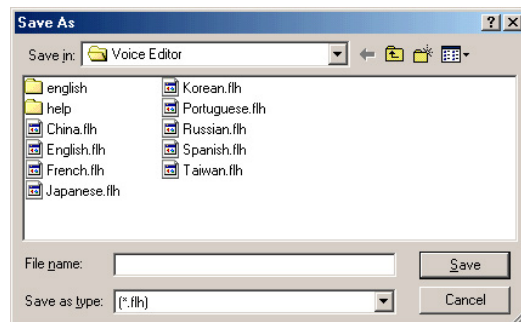 Save As
Save in: Voice Editor
english
help
China.flh
English.flh
French.flh
Japanese.flh
Korean.flh
Portuguese.flh
Russian.flh
Spanish.flh
Taiwan.flh
File name:
Save
Save as type: (*.flh)
Cancel